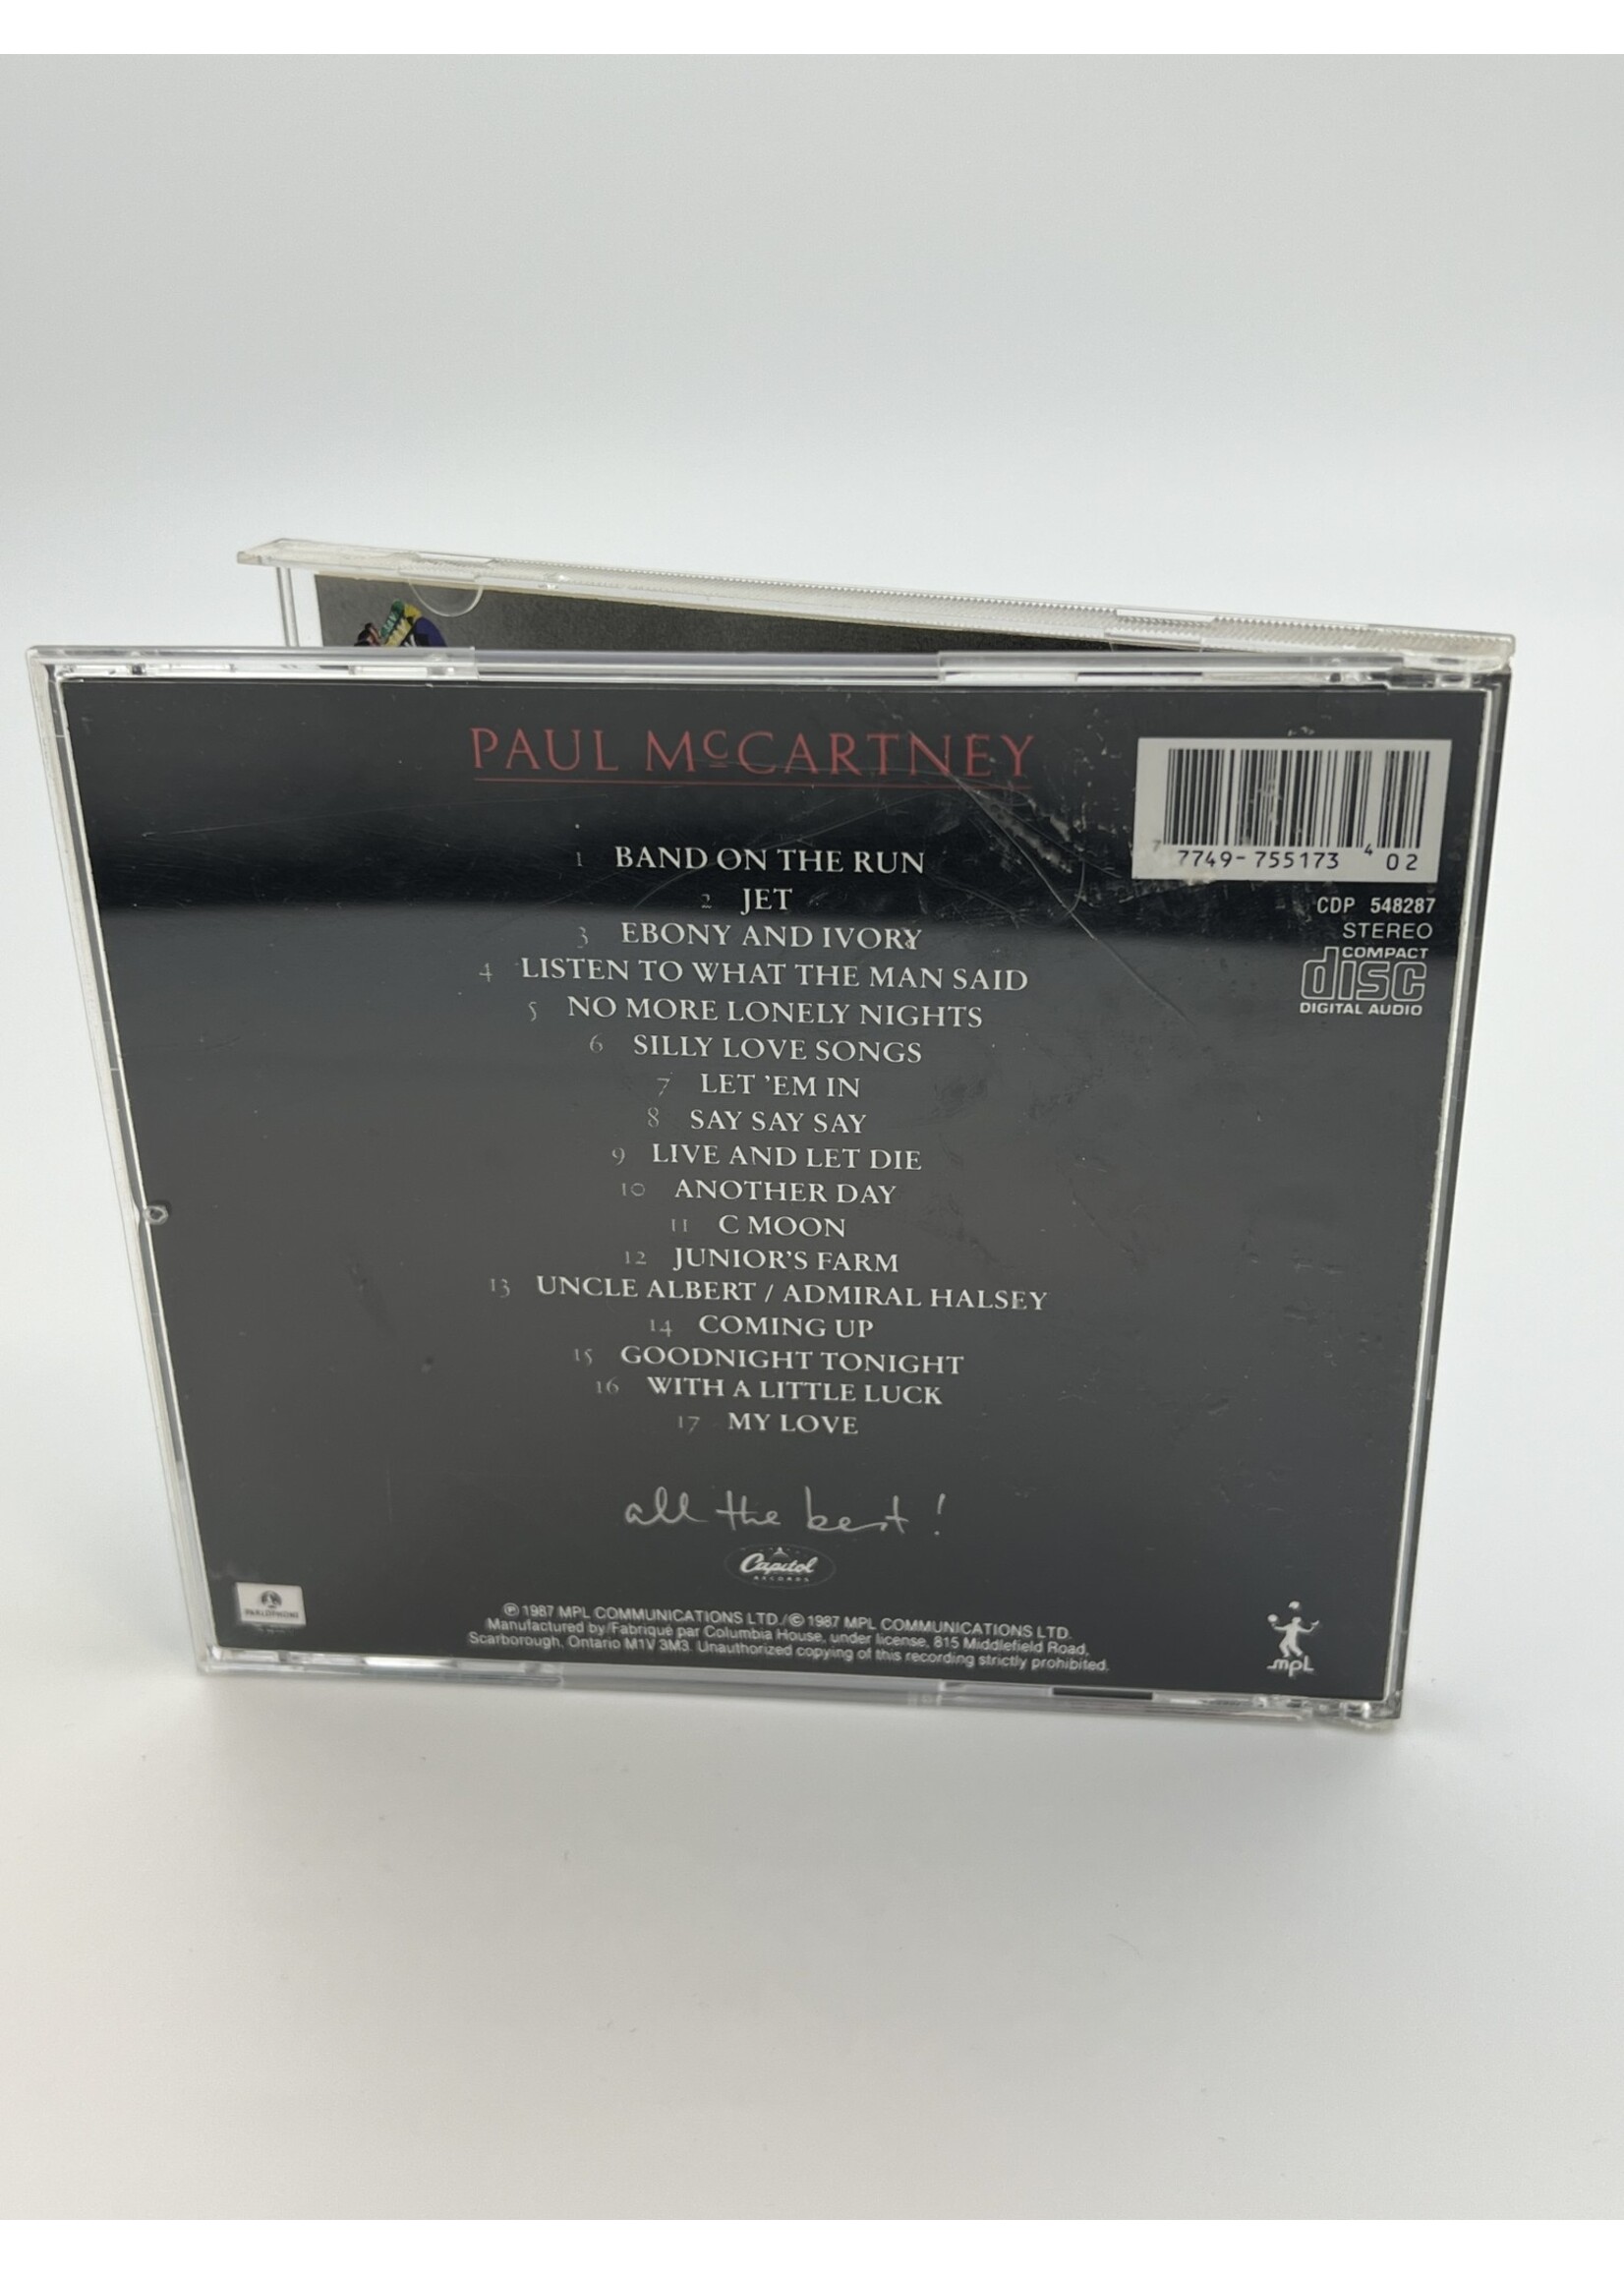 PAUL McCARTNEY
1 BAND ON THE RUN
2 JET
3 EBONY AND IVORY
4 LISTEN TO WHAT THE MAN SAID
5 NO MORE LONELY NIGHTS
6 SILLY LOVE SONGS
7 LET 'EM IN
8 SAY SAY SAY
9 LIVE AND LET DIE
10 ANOTHER DAY
11 C MOON
12 JUNIOR'S FARM
13 UNCLE ALBERT / ADMIRAL HALSEY
14 COMING UP
15 GOODNIGHT TONIGHT
16 WITH A LITTLE LUCK
17 MY LOVE
all the best!
Capitol
RECORDS
7 7749-755173 4 02
CDP 548287
STEREO
COMPACT
disc
DIGITAL AUDIO
PARLOPHONE
℗ 1987 MPL COMMUNICATIONS LTD./© 1987 MPL COMMUNICATIONS LTD.
Manufactured by/Fabriqué par Columbia House, under license, 815 Middlefield Road,
Scarborough, Ontario M1V 3M3. Unauthorized copying of this recording strictly prohibited.
mpL